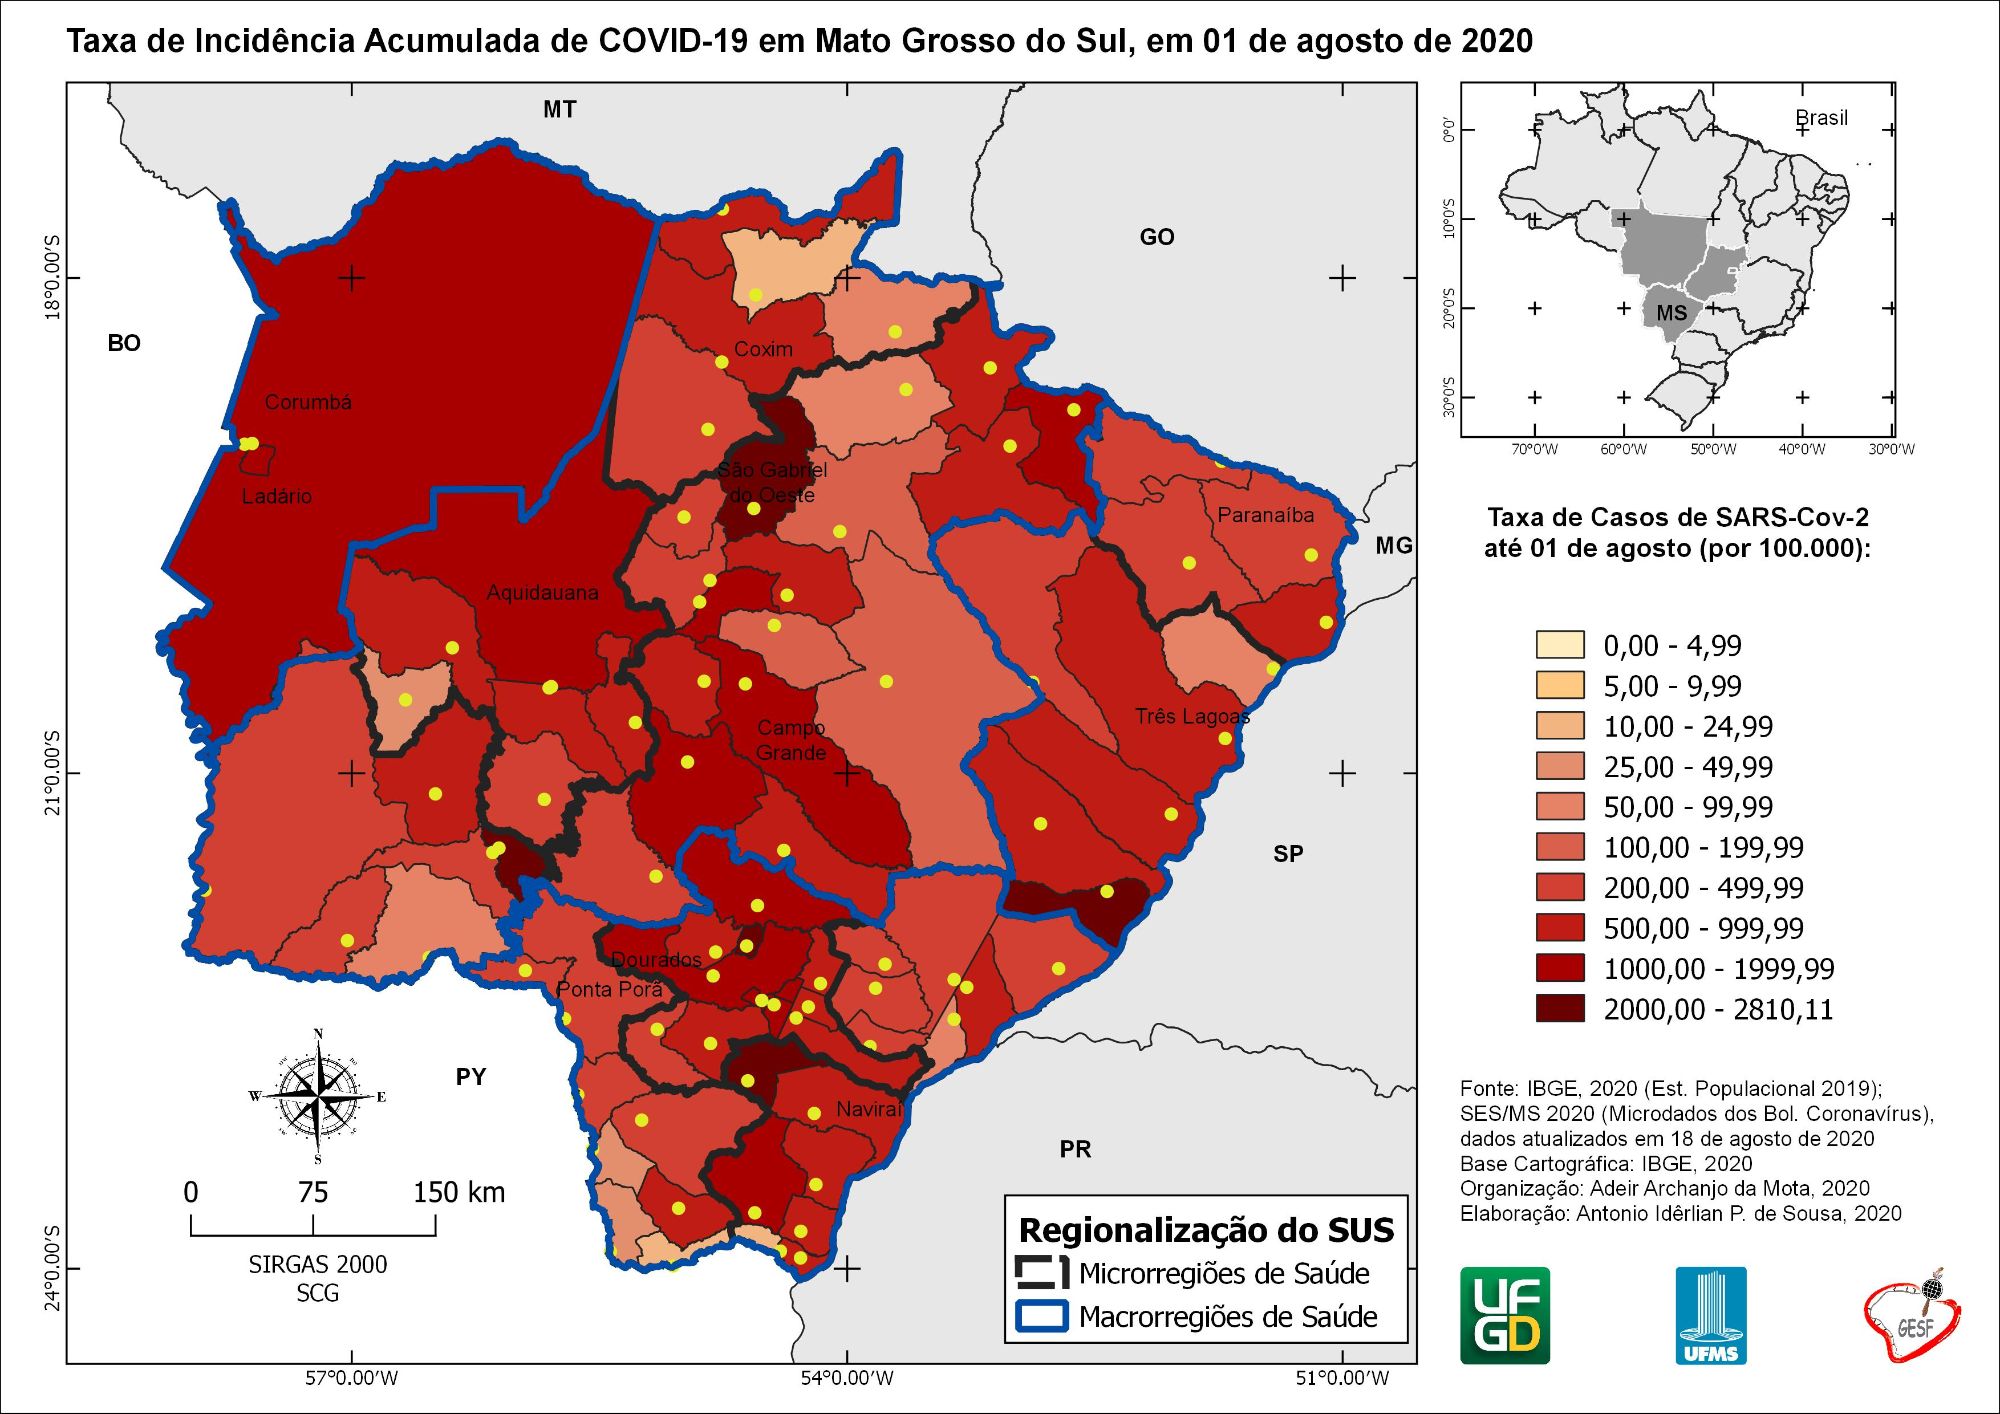 Taxa de Incidência Acumulada de COVID-19 em Mato Grosso do Sul, em 01 de agosto de 2020
MT
GO
BO
MG
SP
PY
PR
Corumbá
Ladário
Coxim
São Gabriel
do Oeste
Paranaíba
Aquidauana
Três Lagoas
Campo
Grande
Dourados
Ponta Porã
Naviraí
18°0.00'S
21°0.00'S
24°0.00'S
57°0.00'W
54°0.00'W
51°0.00'W
N
W
E
S
0
75
150 km
SIRGAS 2000
SCG
Regionalização do SUS
Microrregiões de Saúde
Macrorregiões de Saúde
Brasil
MS
0°0'
10°0'S
20°0'S
30°0'S
70°0'W
60°0'W
50°0'W
40°0'W
30°0'W
Taxa de Casos de SARS-Cov-2
até 01 de agosto (por 100.000):
0,00 - 4,99
5,00 - 9,99
10,00 - 24,99
25,00 - 49,99
50,00 - 99,99
100,00 - 199,99
200,00 - 499,99
500,00 - 999,99
1000,00 - 1999,99
2000,00 - 2810,11
Fonte: IBGE, 2020 (Est. Populacional 2019);
SES/MS 2020 (Microdados dos Bol. Coronavírus),
dados atualizados em 18 de agosto de 2020
Base Cartográfica: IBGE, 2020
Organização: Adeir Archanjo da Mota, 2020
Elaboração: Antonio Idêrlian P. de Sousa, 2020
UF
GD
UFMS
GESF